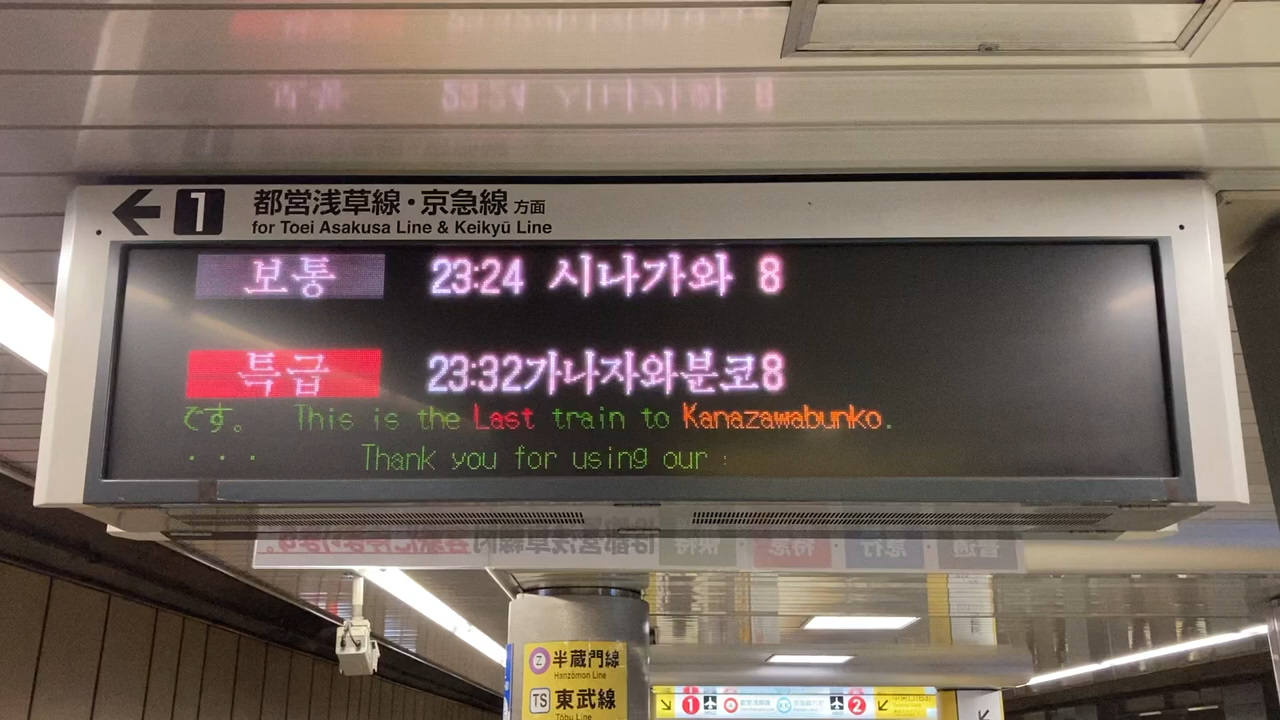 1 都営浅草線・京急線 方面
for Toei Asakusa Line & Keikyū Line
보통 23:24 시나가와 8
특급 23:32 가나자와분코 8
です。 This is the Last train to Kanazawabunko.
・・・ Thank you for using our
Z 半蔵門線
Hanzōmon Line
TS 東武線
Tōbu Line
1 2